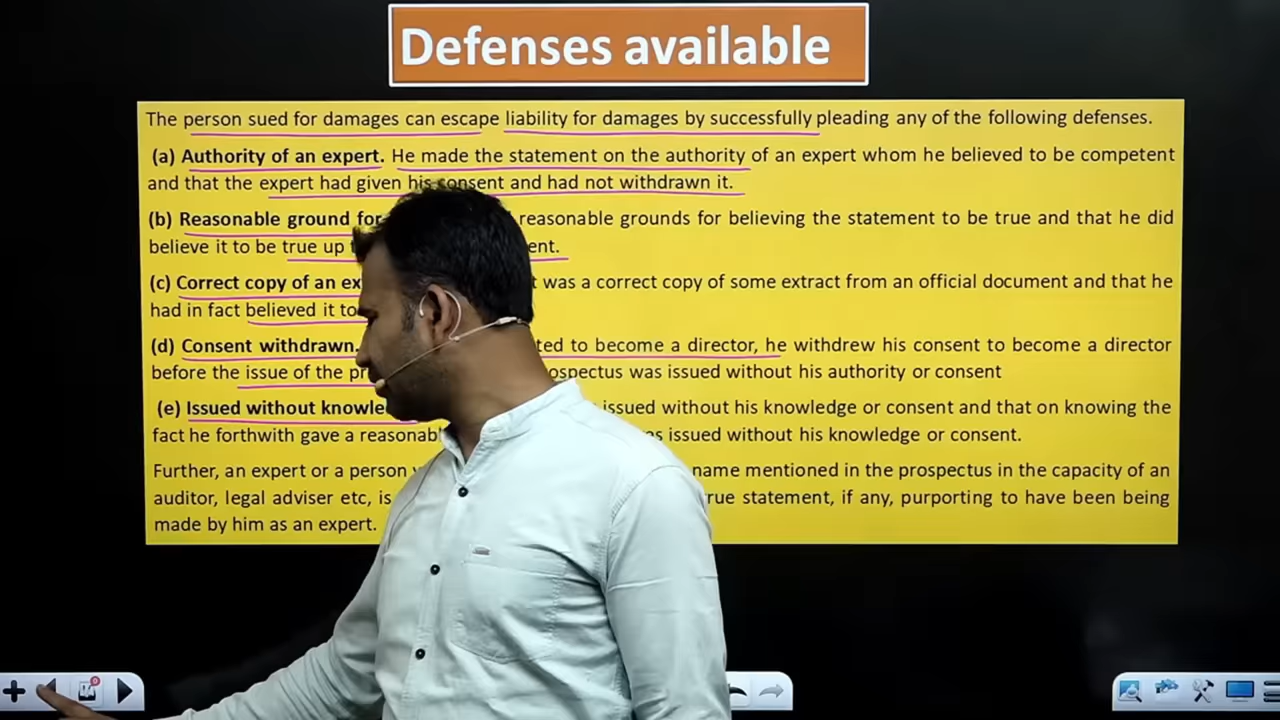 Defenses available
The person sued for damages can escape liability for damages by successfully pleading any of the following defenses.
(a) Authority of an expert. He made the statement on the authority of an expert whom he believed to be competent
and that the expert had given his consent and had not withdrawn it.
(b) Reasonable ground for reasonable grounds for believing the statement to be true and that he did
believe it to be true up
(c) Correct copy of an was a correct copy of some extract from an official document and that he
had in fact believed it to
(d) Consent withdrawn. to become a director, he withdrew his consent to become a director
before the issue of the was issued without his authority or consent
(e) Issued without issued without his knowledge or consent and that on knowing the
fact he forthwith gave a issued without his knowledge or consent.
Further, an expert or a person name mentioned in the prospectus in the capacity of an
auditor, legal adviser etc, is statement, if any, purporting to have been being
made by him as an expert.